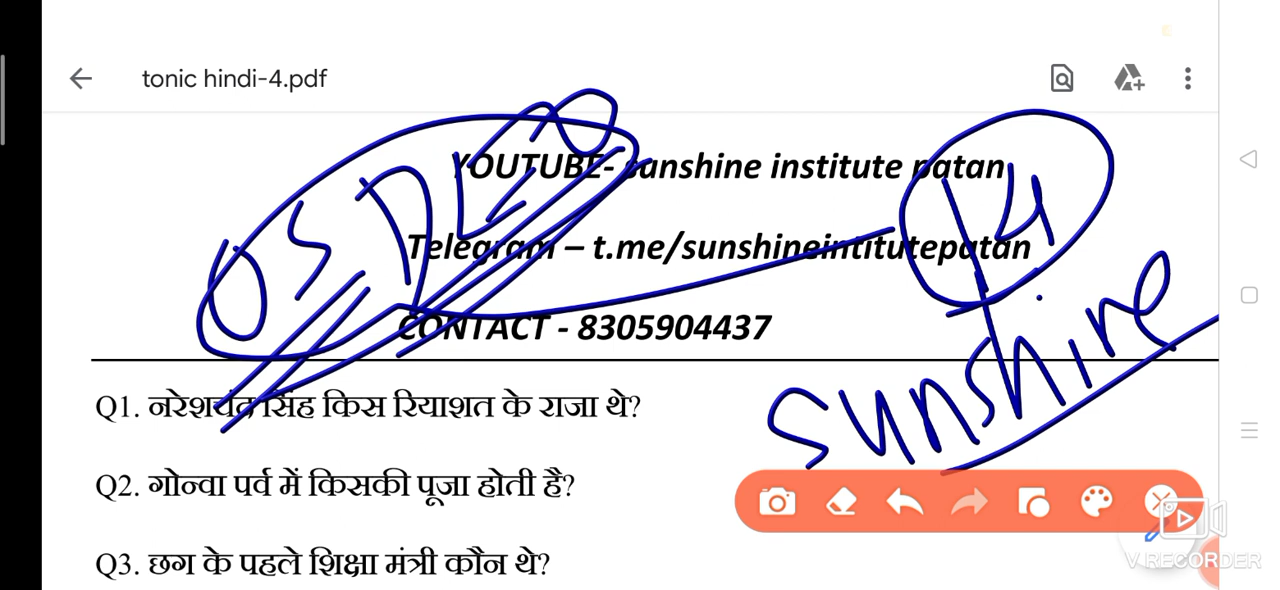 tonic hindi-4.pdf
YOUTUBE- sunshine institute patan
Telegram – t.me/sunshineintitutepatan
CONTACT - 8305904437
Q1. नरेशचंद सिंह किस रियाशत के राजा थे?
sunshine
Q2. गोन्वा पर्व में किसकी पूजा होती है?
Q3. छग के पहले शिक्षा मंत्री कौन थे?
V RECORDER